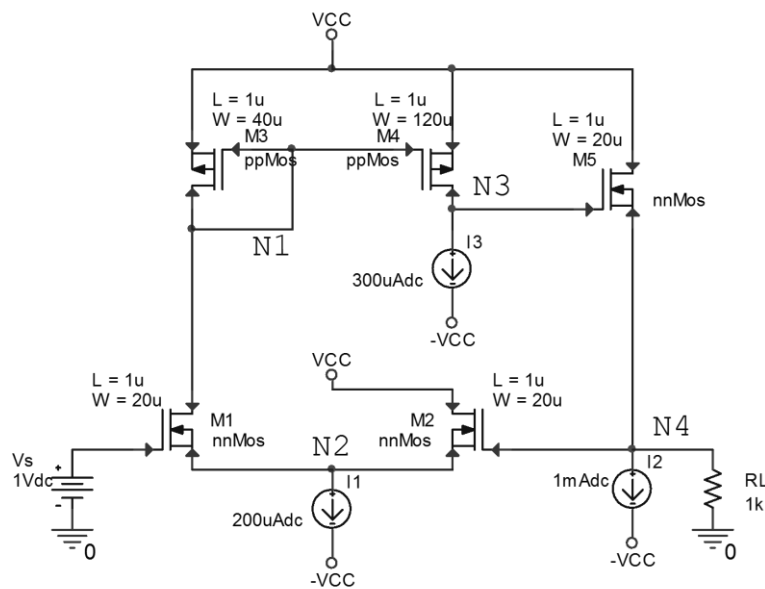 VCC
L = 1u
W = 40u
M3
ppMos
L = 1u
W = 120u
M4
ppMos
L = 1u
W = 20u
M5
nnMos
N3
N1
I3
300uAdc
-VCC
VCC
L = 1u
W = 20u
M1
nnMos
L = 1u
W = 20u
M2
nnMos
N2
N4
Vs
1Vdc
+
-
0
I1
200uAdc
-VCC
I2
1mAdc
-VCC
RL
1k
0